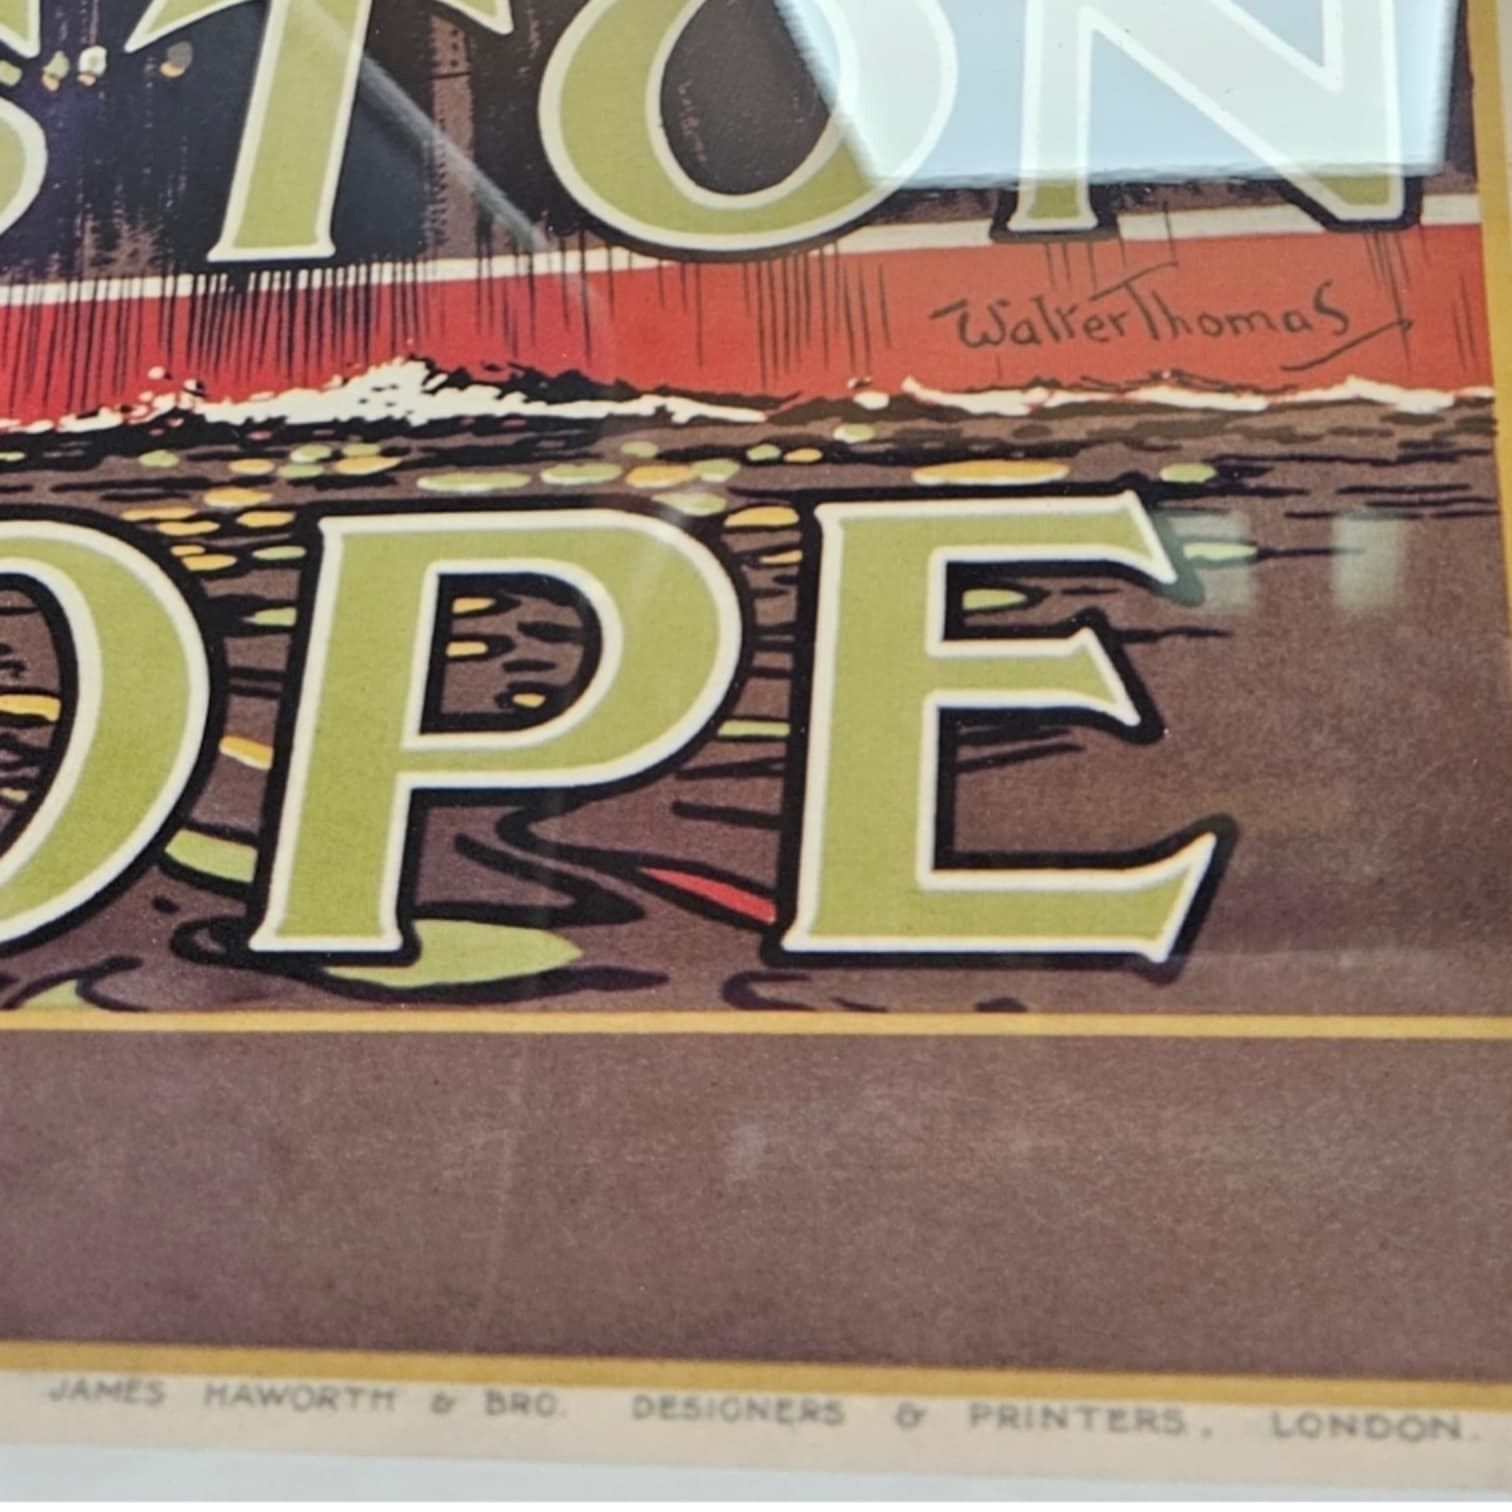 STON
Walter Thomas
OPE
JAMES HAWORTH & BRO. DESIGNERS & PRINTERS, LONDON.